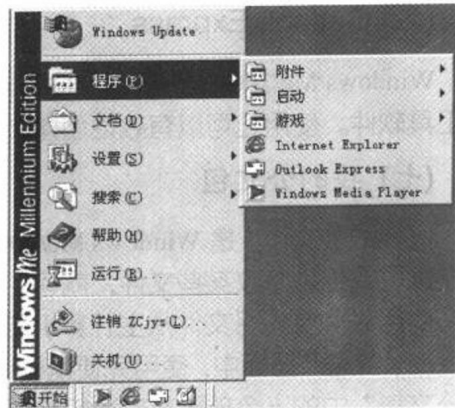 Windows Update
程序(P)
文档(D)
设置(S)
搜索(C)
帮助(H)
运行(R)...
注销 ZCjys(L)...
关机(U)...
开始
Windows Me Millennium Edition
附件
启动
游戏
Internet Explorer
Outlook Express
Windows Media Player